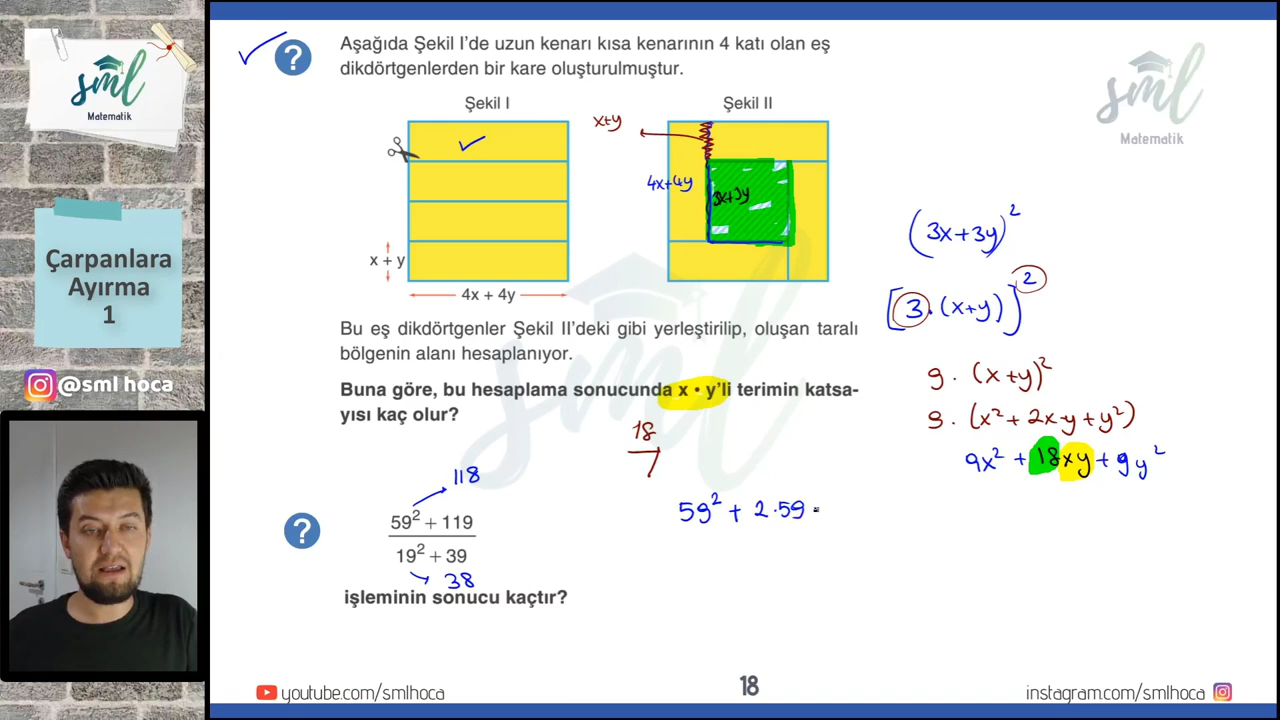 sml
Matematik
Çarpanlara
Ayırma
1
@sml hoca
? Aşağıda Şekil I'de uzun kenarı kısa kenarının 4 katı olan eş
dikdörtgenlerden bir kare oluşturulmuştur.
Şekil I
Şekil II
x+y
4x+4y
3x+3y
x + y
4x + 4y
Bu eş dikdörtgenler Şekil II'deki gibi yerleştirilip, oluşan taralı
bölgenin alanı hesaplanıyor.
Buna göre, bu hesaplama sonucunda x • y'li terimin katsa-
yısı kaç olur?
18
sml
Matematik
(3x+3y)²
[3·(x+y)]²
9·(x+y)²
9·(x²+2xy+y²)
9x²+18xy+9y²
118
? 59² + 119
19² + 39
38
işleminin sonucu kaçtır?
59² + 2·59
sml
youtube.com/smlhoca
18
instagram.com/smlhoca